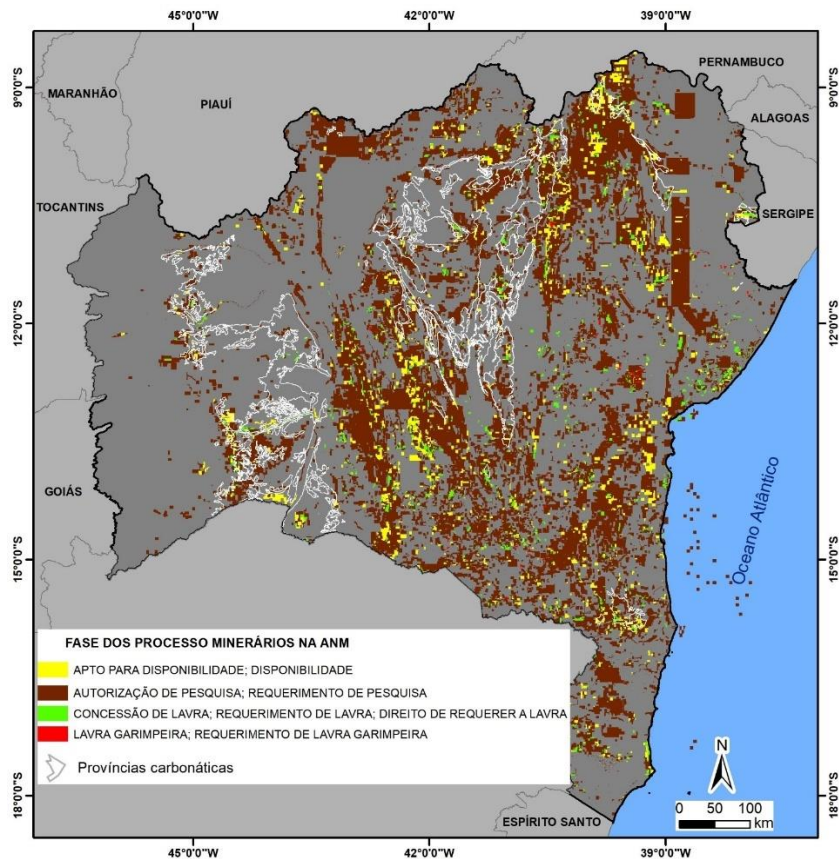 45°0'0"W 42°0'0"W 39°0'0"W
PERNAMBUCO
9°0'0"S 9°0'0"S
MARANHÃO
PIAUÍ
ALAGOAS
TOCANTINS
SERGIPE
12°0'0"S 12°0'0"S
GOIÁS
Oceano Atlântico
15°0'0"S 15°0'0"S
FASE DOS PROCESSO MINERÁRIOS NA ANM
APTO PARA DISPONIBILIDADE; DISPONIBILIDADE
AUTORIZAÇÃO DE PESQUISA; REQUERIMENTO DE PESQUISA
CONCESSÃO DE LAVRA; REQUERIMENTO DE LAVRA; DIREITO DE REQUERER A LAVRA
LAVRA GARIMPEIRA; REQUERIMENTO DE LAVRA GARIMPEIRA
Províncias carbonáticas
N
18°0'0"S 18°0'0"S
0 50 100
km
ESPÍRITO SANTO
45°0'0"W 42°0'0"W 39°0'0"W